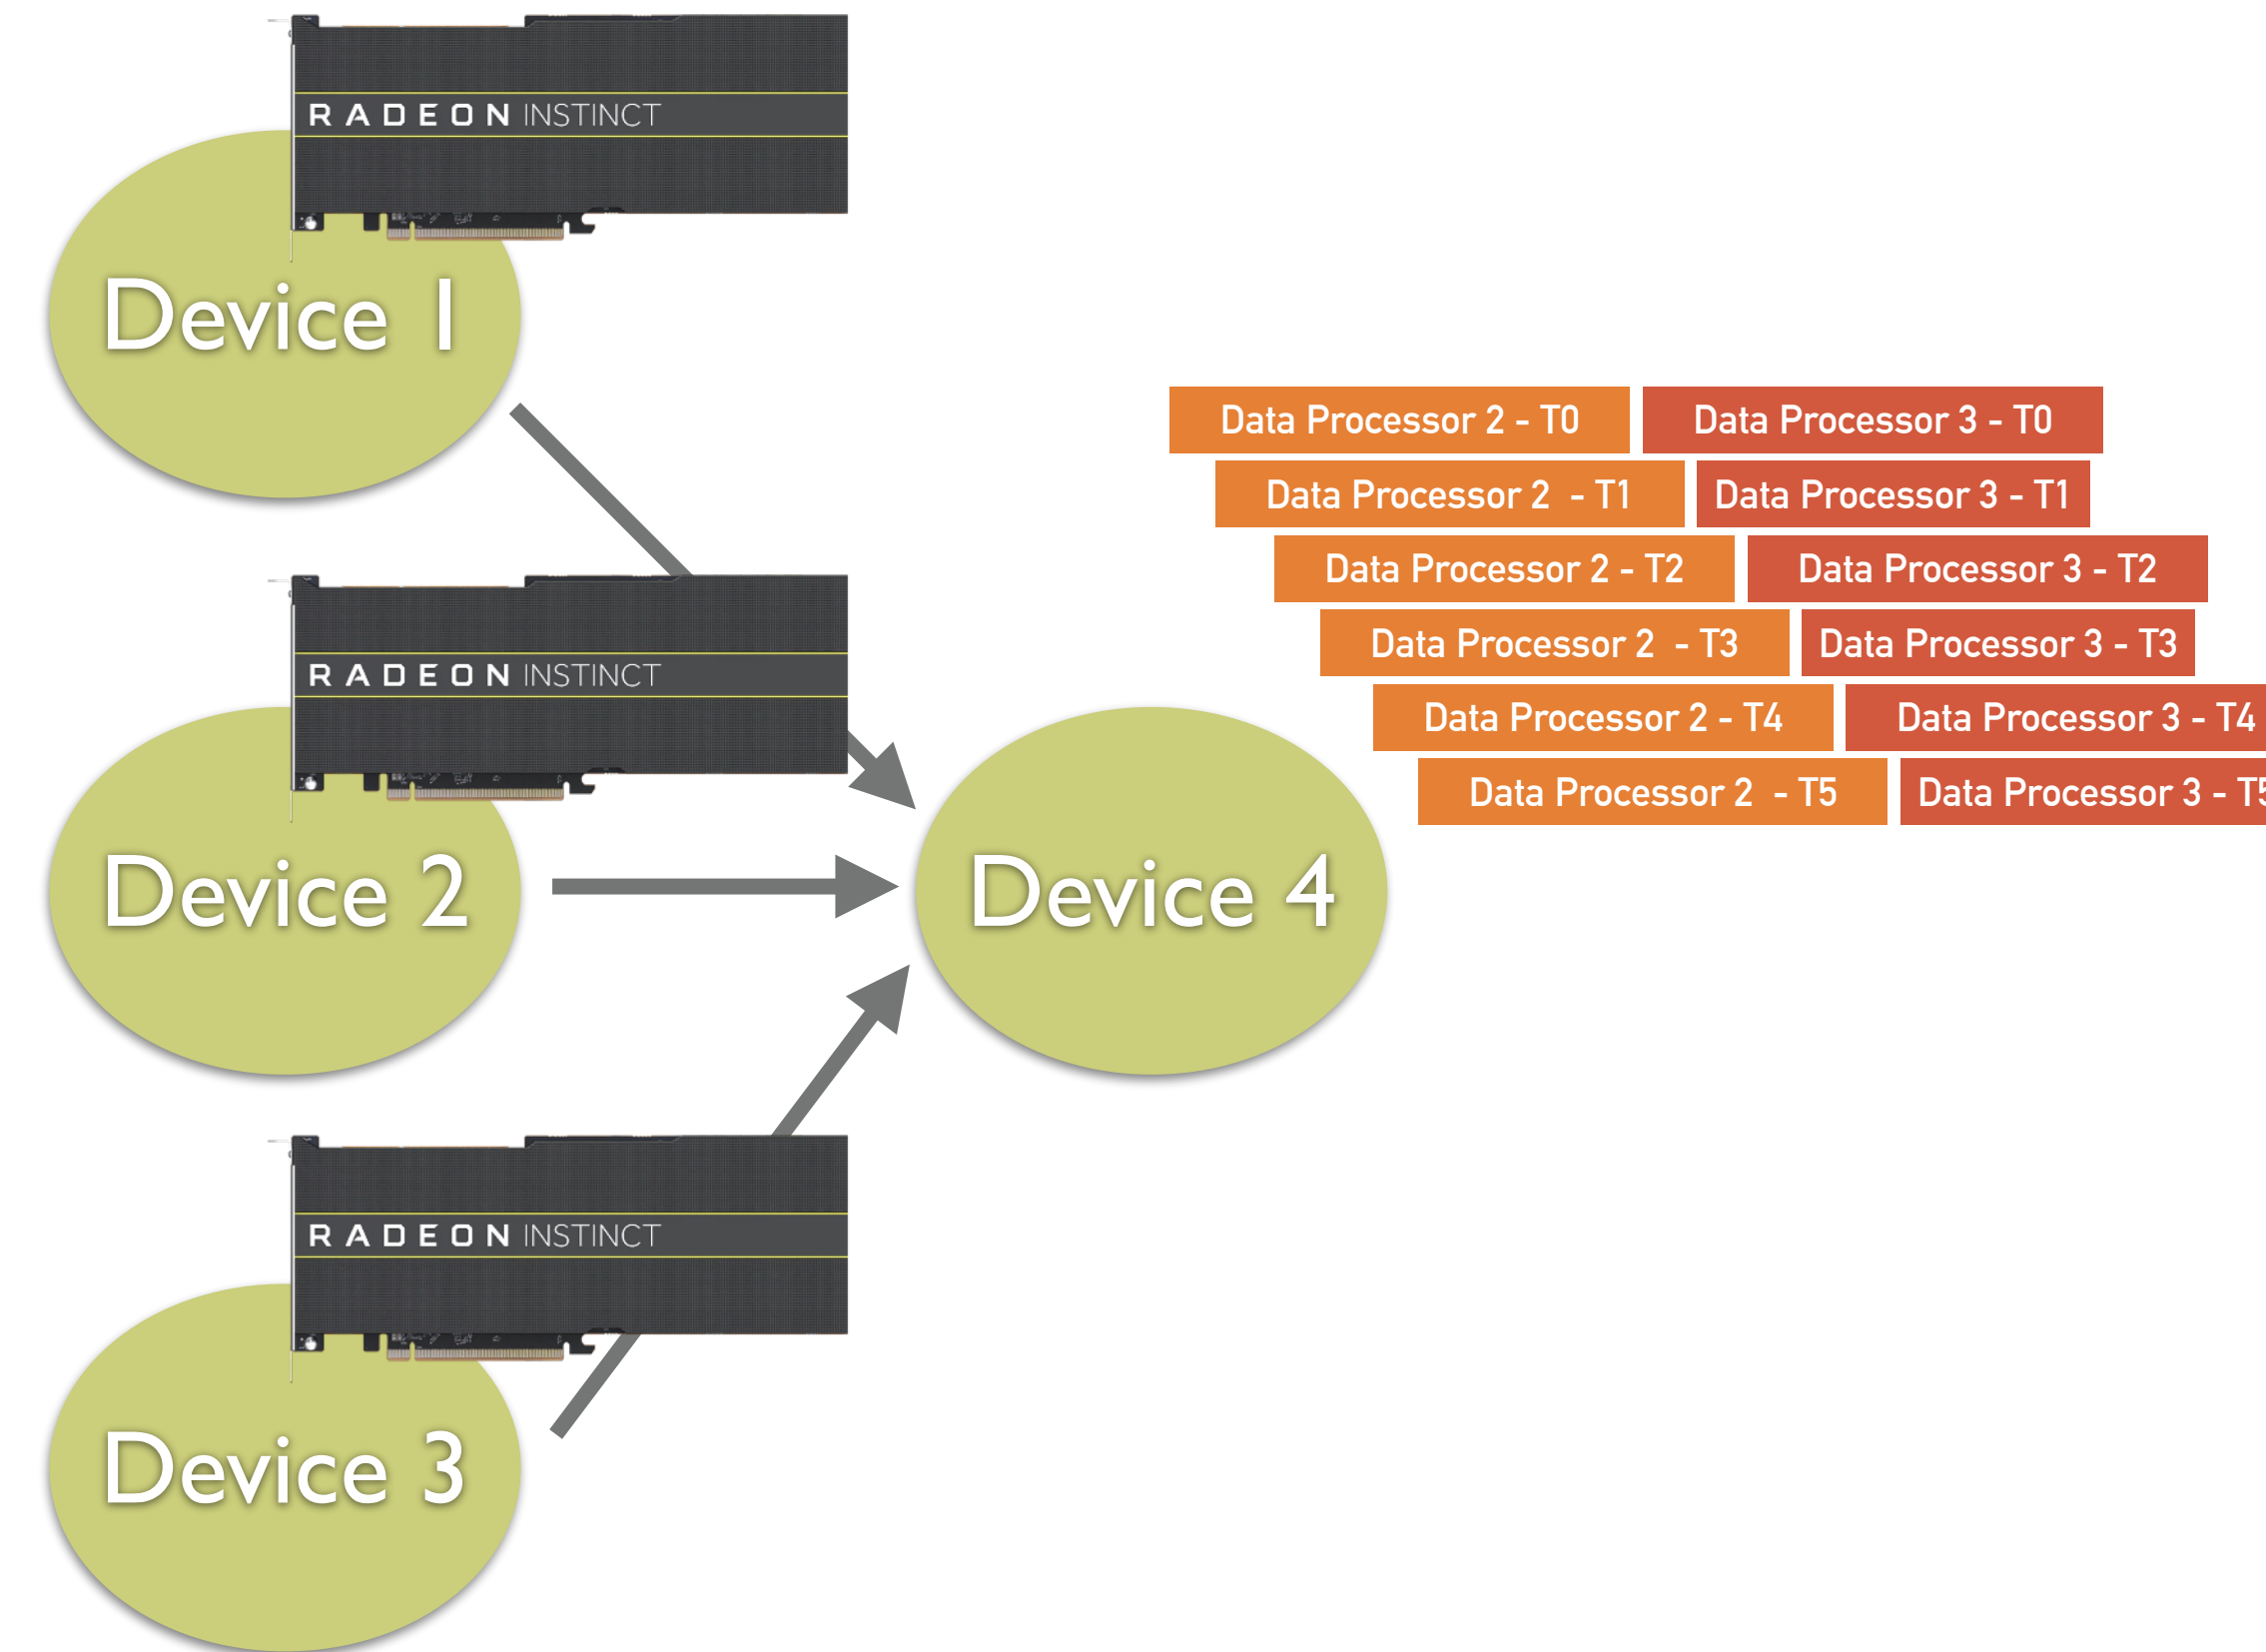 RADEON INSTINCT
Device 1
Data Processor 2 - T0
Data Processor 3 - T0
Data Processor 2 - T1
Data Processor 3 - T1
Data Processor 2 - T2
Data Processor 3 - T2
Data Processor 2 - T3
Data Processor 3 - T3
Data Processor 2 - T4
Data Processor 3 - T4
Data Processor 2 - T5
Data Processor 3 - T5
RADEON INSTINCT
Device 2
Device 4
RADEON INSTINCT
Device 3